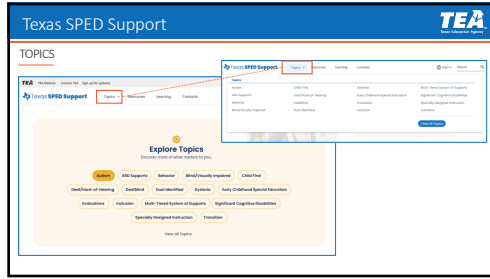 Texas SPED Support
TEA
Texas Education Agency
TOPICS
TEA TEA Website Contact TEA Sign up for updates
Texas SPED Support Topics Resources Learning Contacts
Explore Topics
Discover more of what matters to you.
Autism ARD Supports Behavior Blind/Visually Impaired Child Find
Deaf/Hard-of-Hearing Deafblind Dual Identified Dyslexia Early Childhood Special Education
Evaluations Inclusion Multi-Tiered System of Supports Significant Cognitive Disabilities
Specially Designed Instruction Transition
View all Topics
Texas SPED Support Topics Resources Learning Contacts Sign In Search
Topics
Autism Child Find Dyslexia Multi-Tiered System of Supports
ARD Supports Deaf/Hard-of-Hearing Early Childhood Special Education Significant Cognitive Disabilities
Behavior Deafblind Evaluation Specially Designed Instruction
Blind/Visually Impaired Dual Identified Inclusion Transition
View All Topics